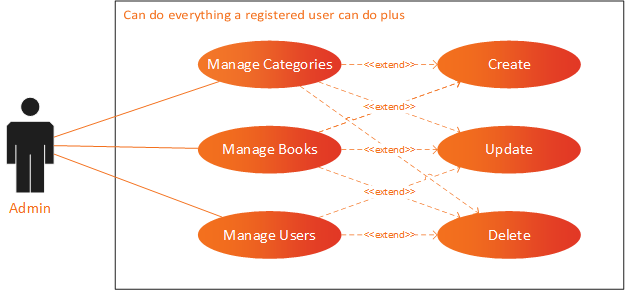 Can do everything a registered user can do plus
Manage Categories
<<extend>>
Create
<<extend>>
Manage Books
<<extend>>
Update
<<extend>>
Admin
Manage Users
<<extend>>
Delete